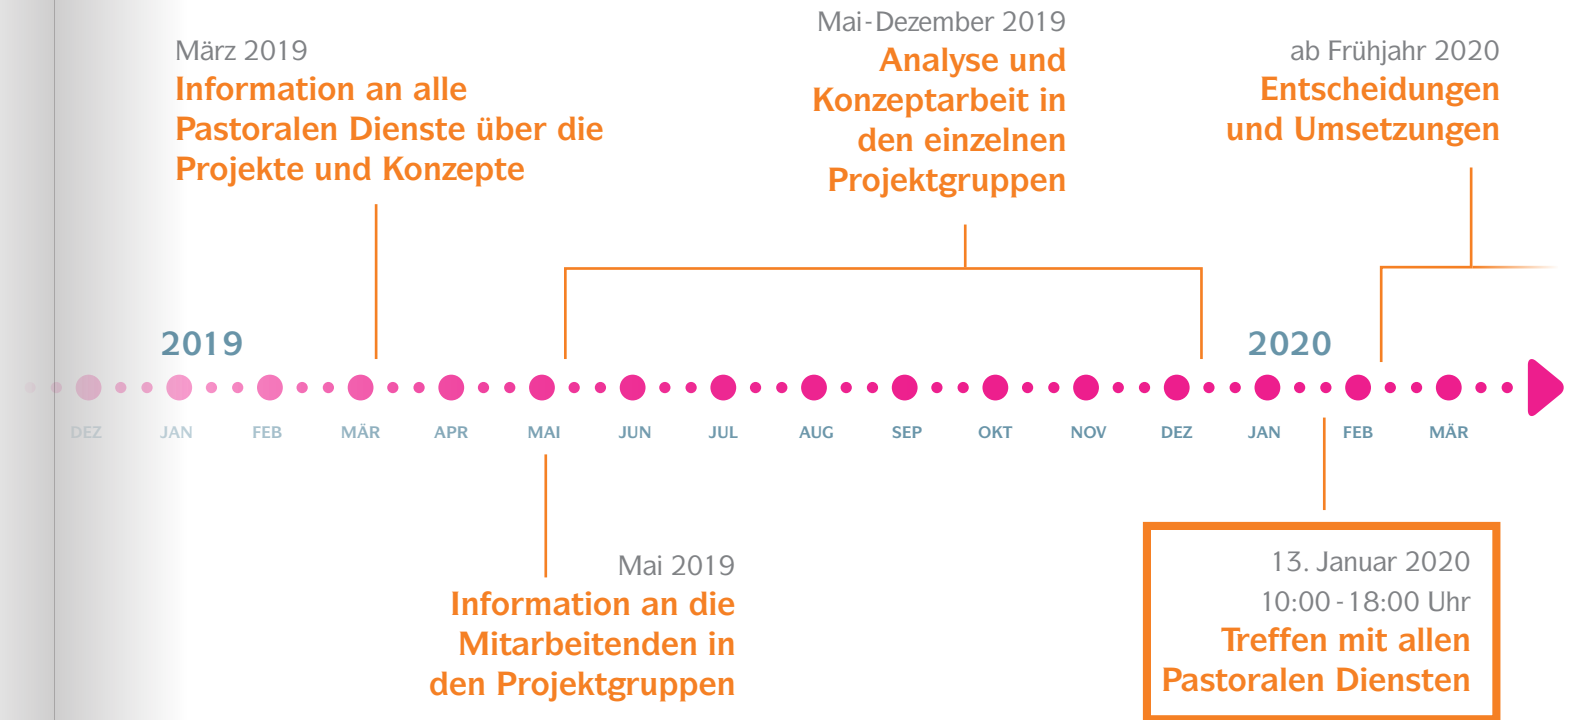 März 2019
Information an alle
Pastoralen Dienste über die
Projekte und Konzepte
Mai-Dezember 2019
Analyse und
Konzeptarbeit in
den einzelnen
Projektgruppen
ab Frühjahr 2020
Entscheidungen
und Umsetzungen
2019 2020
DEZ JAN FEB MÄR APR MAI JUN JUL AUG SEP OKT NOV DEZ JAN FEB MÄR
Mai 2019
Information an die
Mitarbeitenden in
den Projektgruppen
13. Januar 2020
10:00-18:00 Uhr
Treffen mit allen
Pastoralen Diensten